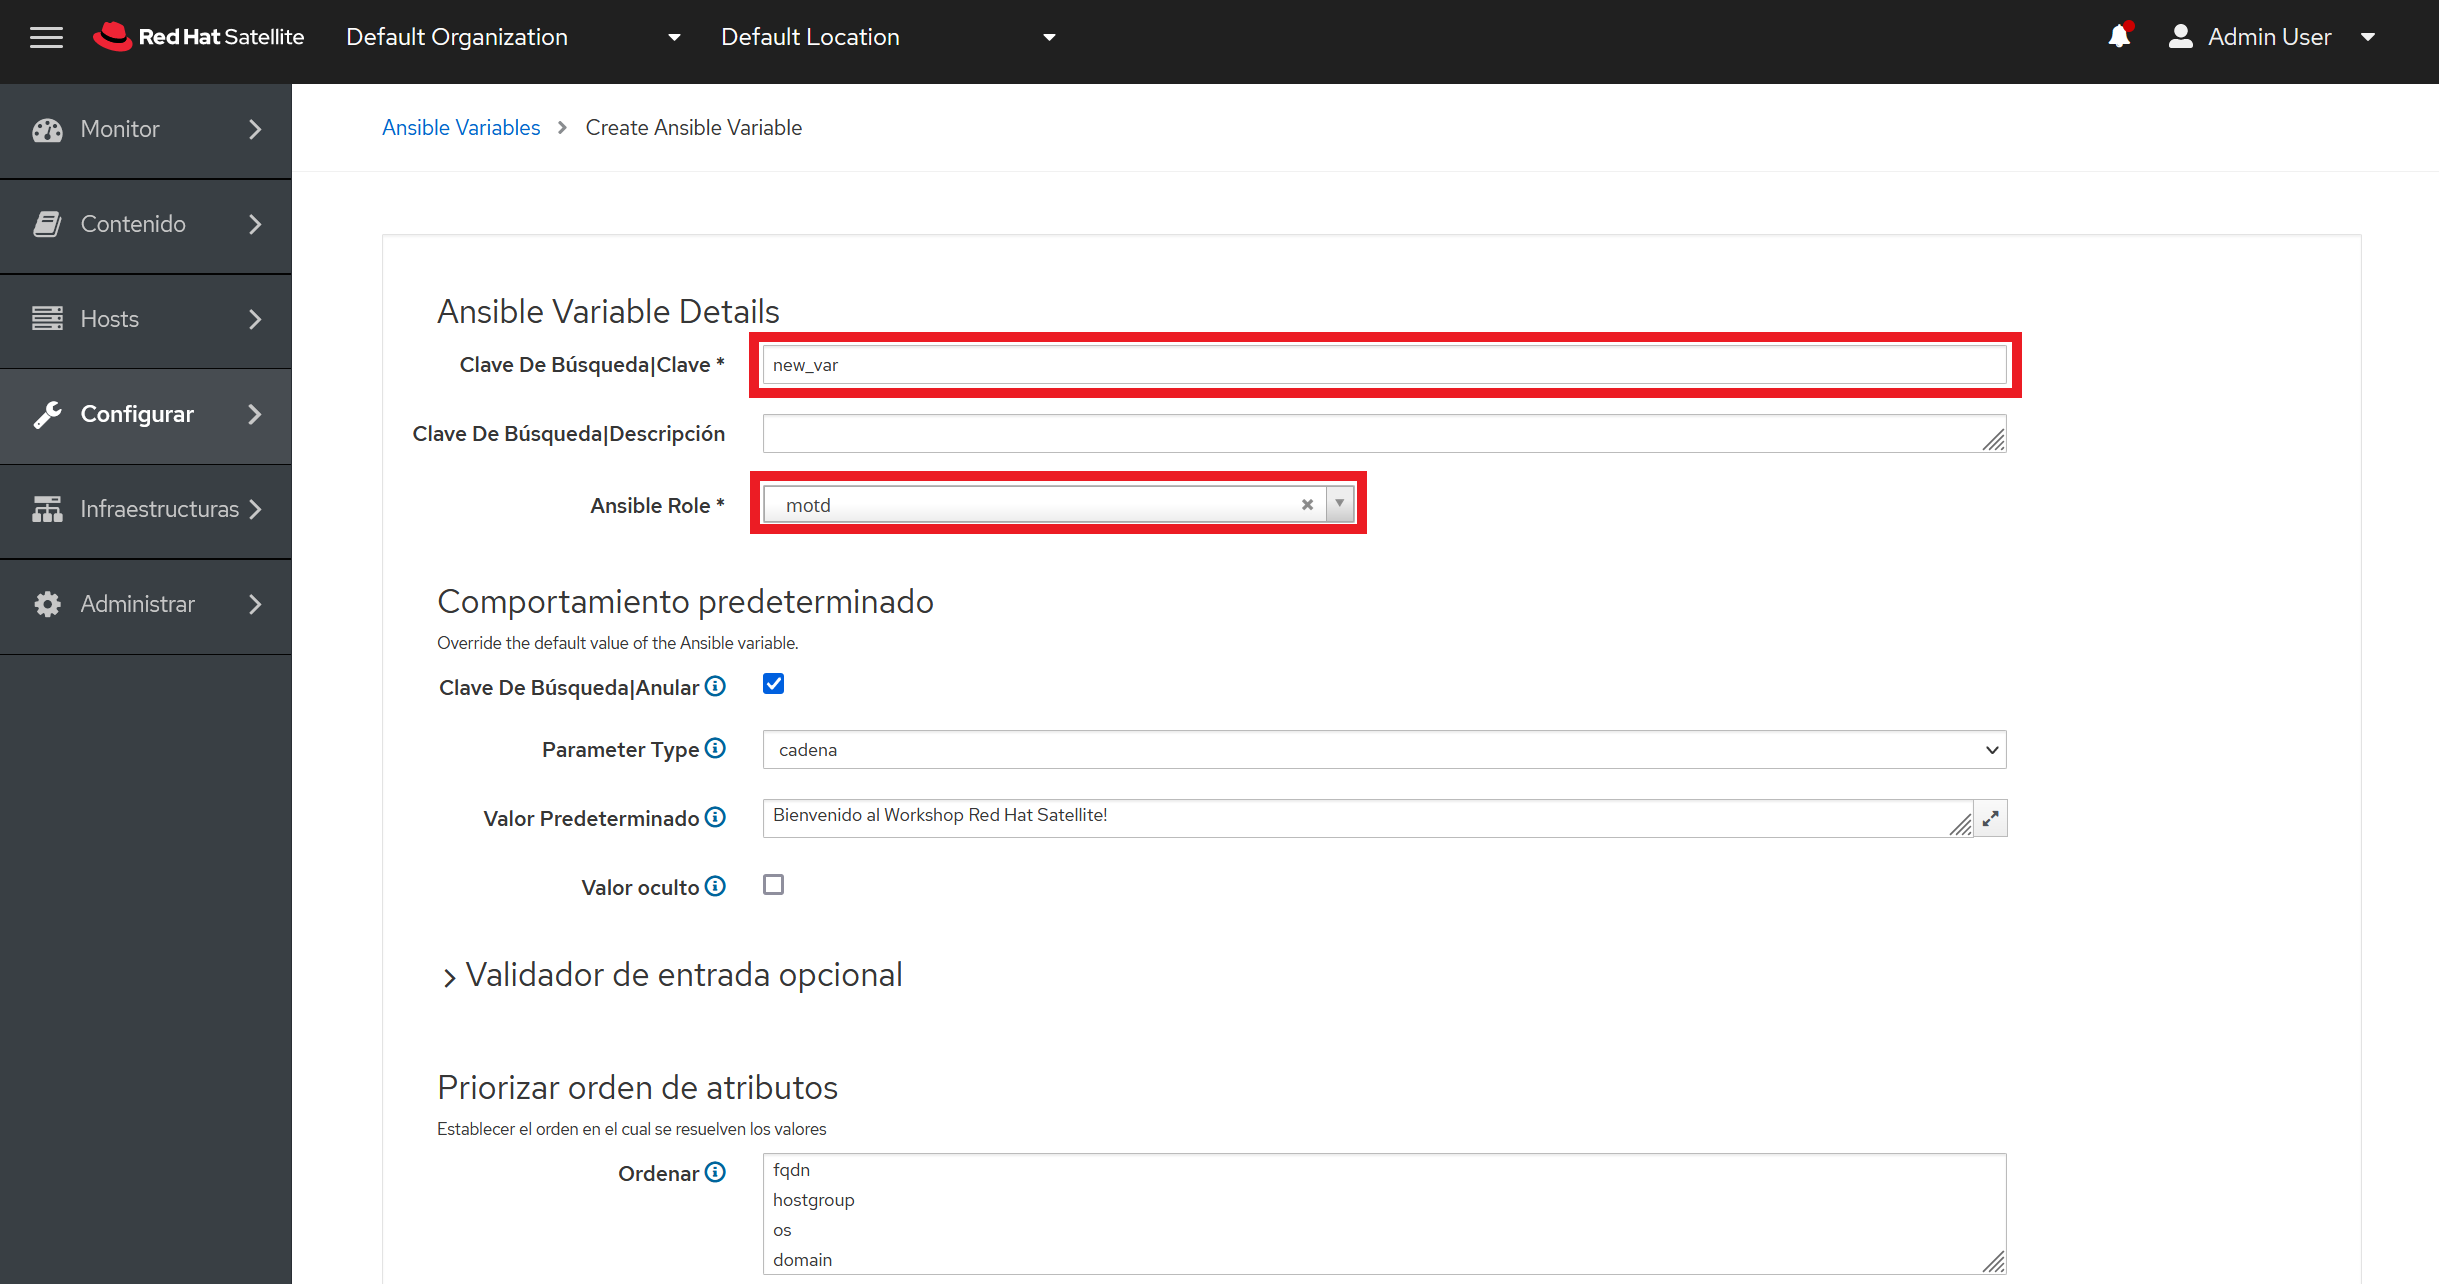 Red Hat Satellite
Default Organization
Default Location
Admin User
Monitor
Contenido
Hosts
Configurar
Infraestructuras
Administrar
Ansible Variables
Create Ansible Variable
Ansible Variable Details
Clave De Búsqueda|Clave *
new_var
Clave De Búsqueda|Descripción
Ansible Role *
motd
Comportamiento predeterminado
Override the default value of the Ansible variable.
Clave De Búsqueda|Anular
Parameter Type
cadena
Valor Predeterminado
Bienvenido al Workshop Red Hat Satellite!
Valor oculto
Validador de entrada opcional
Priorizar orden de atributos
Establecer el orden en el cual se resuelven los valores
Ordenar
fqdn
hostgroup
os
domain